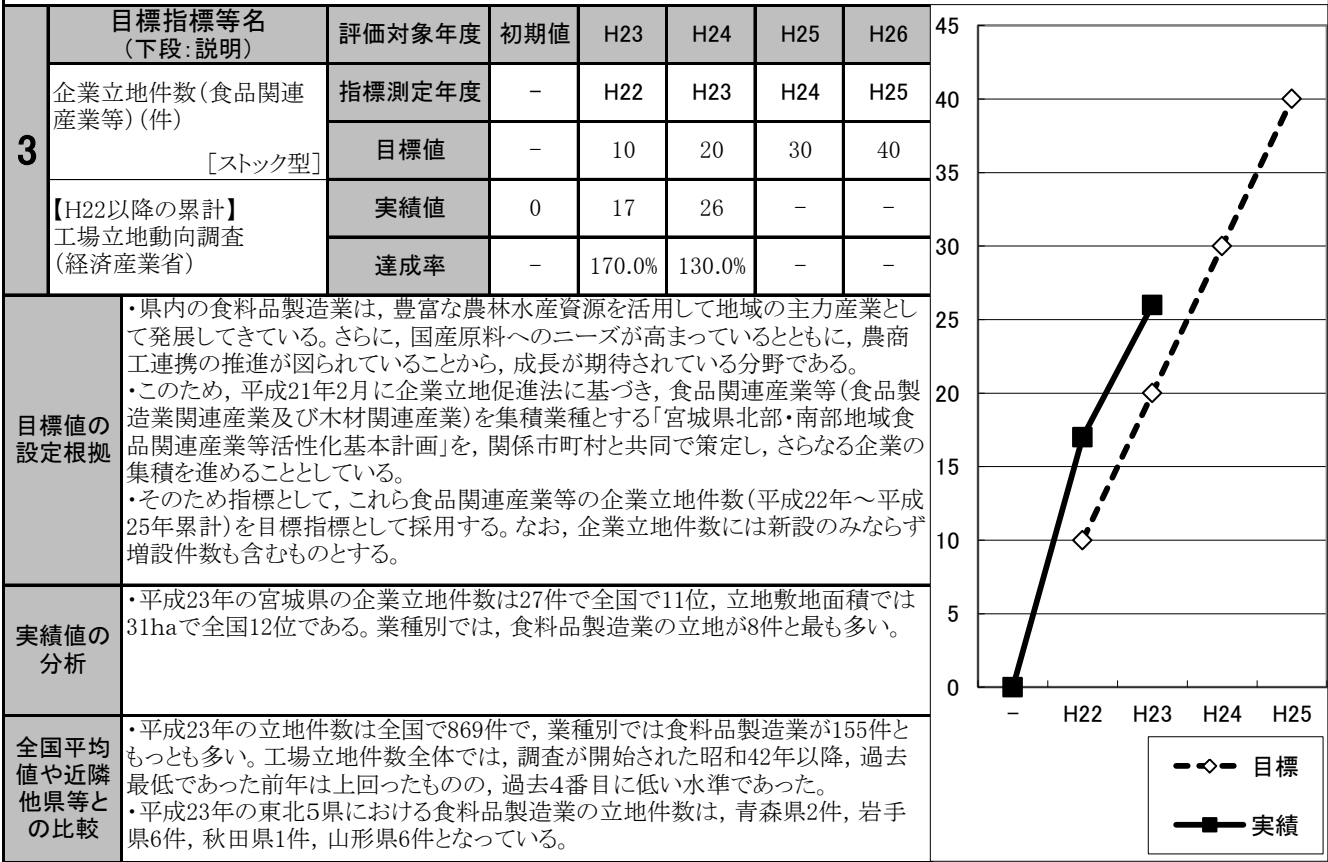 3
目標指標等名
(下段:説明)
評価対象年度 初期値 H23 H24 H25 H26
企業立地件数(食品関連
産業等)(件)
[ストック型]
指標測定年度 - H22 H23 H24 H25
目標値 - 10 20 30 40
【H22以降の累計】
工場立地動向調査
(経済産業省)
実績値 0 17 26 - -
達成率 - 170.0% 130.0% - -
目標値の
設定根拠
・県内の食料品製造業は，豊富な農林水産資源を活用して地域の主力産業とし
て発展してきている。さらに，国産原料へのニーズが高まっているとともに，農商
工連携の推進が図られていることから，成長が期待されている分野である。
・このため，平成21年2月に企業立地促進法に基づき，食品関連産業等(食品製
造業関連産業及び木材関連産業)を集積業種とする「宮城県北部・南部地域食
品関連産業等活性化基本計画」を，関係市町村と共同で策定し，さらなる企業の
集積を進めることとしている。
・そのため指標として，これら食品関連産業等の企業立地件数(平成22年～平成
25年累計)を目標指標として採用する。なお，企業立地件数には新設のみならず
増設件数も含むものとする。
実績値の
分析
・平成23年の宮城県の企業立地件数は27件で全国で11位，立地敷地面積では
31haで全国12位である。業種別では，食料品製造業の立地が8件と最も多い。
全国平均
値や近隣
他県等と
の比較
・平成23年の立地件数は全国で869件で，業種別では食料品製造業が155件と
もっとも多い。工場立地件数全体では，調査が開始された昭和42年以降，過去
最低であった前年は上回ったものの，過去4番目に低い水準であった。
・平成23年の東北5県における食料品製造業の立地件数は，青森県2件，岩手
県6件，秋田県1件，山形県6件となっている。
45
40
35
30
25
20
15
10
5
0
- H22 H23 H24 H25
目標
実績